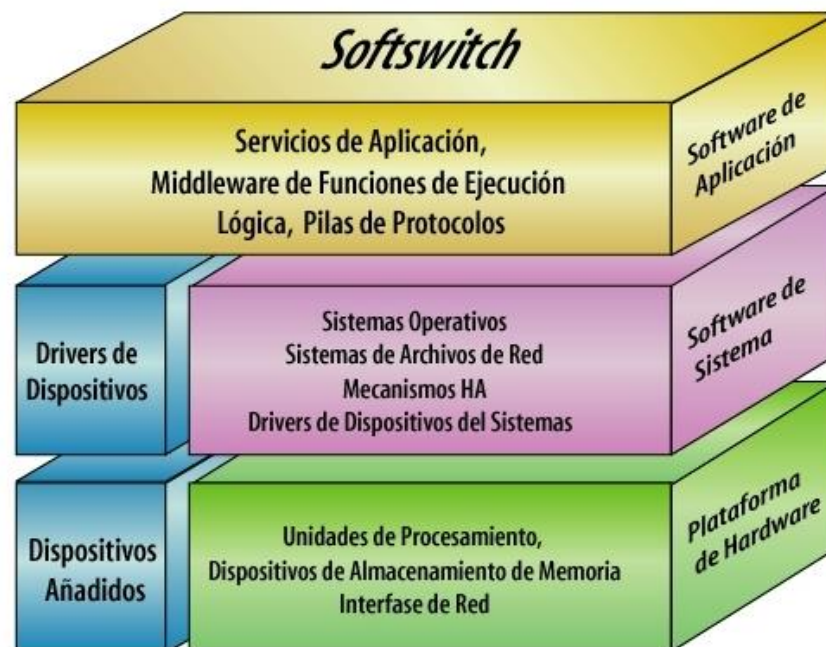 Softswitch
Servicios de Aplicación,
Middleware de Funciones de Ejecución
Lógica, Pilas de Protocolos
Software de
Aplicación
Drivers de
Dispositivos
Sistemas Operativos
Sistemas de Archivos de Red
Mecanismos HA
Drivers de Dispositivos del Sistemas
Software de
Sistema
Dispositivos
Añadidos
Unidades de Procesamiento,
Dispositivos de Almacenamiento de Memoria
Interfase de Red
Plataforma
de Hardware